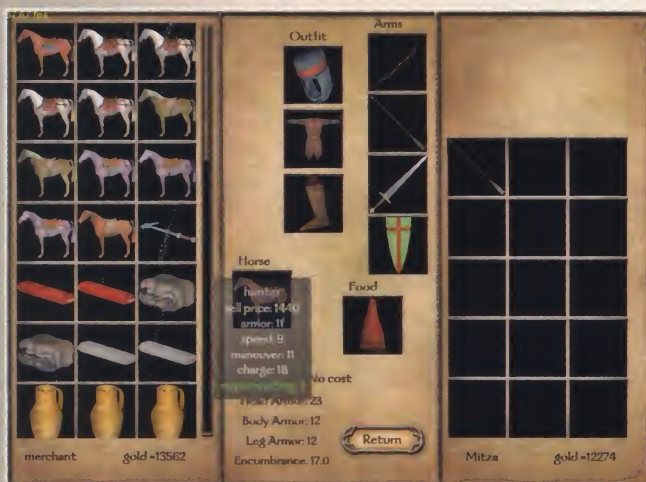 Outfit
Arms
Horse
Food
hunter
sell price: 1440
armor: 11
speed: 8
maneuver: 11
charge: 18
No cost
Head Armor: 23
Body Armor: 12
Leg Armor: 12
Encumbrance: 17.0
Return
merchant
gold =13562
Mitza
gold =12274